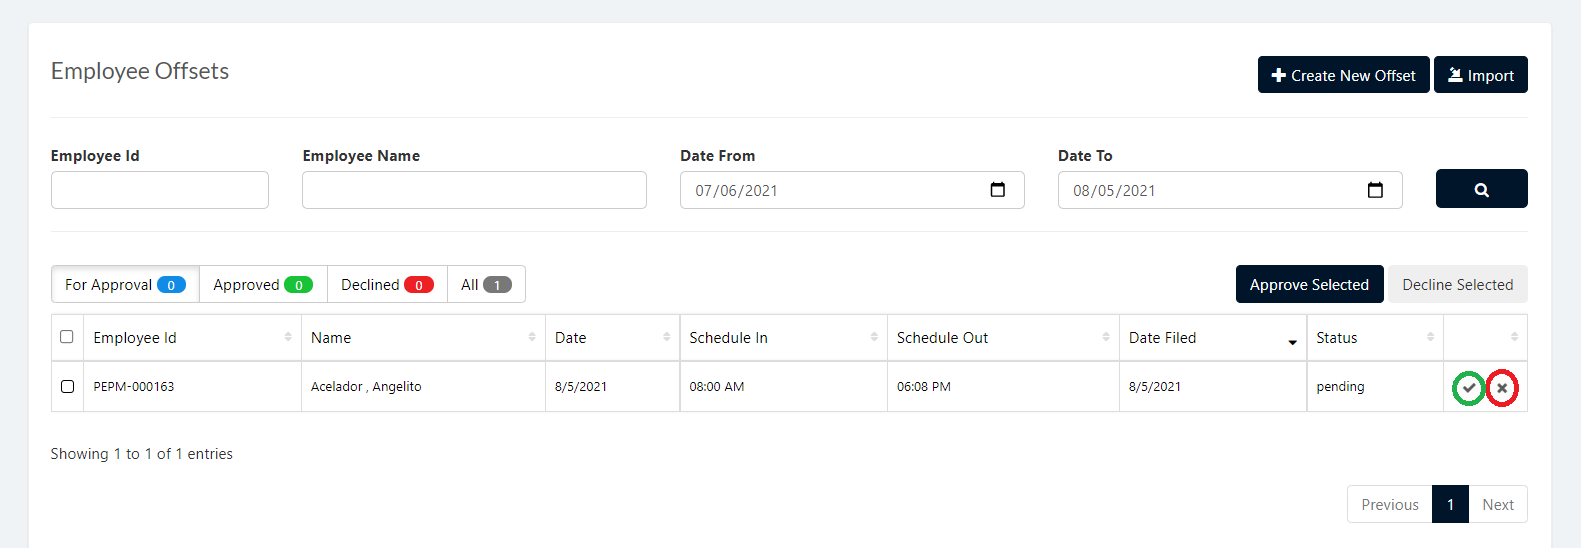 Employee Offsets
Create New Offset Import
Employee Id Employee Name Date From Date To
07/06/2021 08/05/2021
For Approval 0 Approved 0 Declined 0 All 1 Approve Selected Decline Selected
Employee Id Name Date Schedule In Schedule Out Date Filed Status
PEPM-000163 Acelador , Angelito 8/5/2021 08:00 AM 06:08 PM 8/5/2021 pending
Showing 1 to 1 of 1 entries
Previous 1 Next